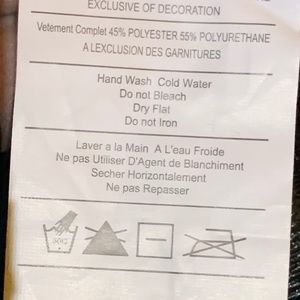 EXCLUSIVE OF DECORATION
Vetement Complet 45% POLYESTER 55% POLYURETHANE
A LEXCLUSION DES GARNITURES
Hand Wash Cold Water
Do not Bleach
Dry Flat
Do not Iron
Laver a la Main A L'eau Froide
Ne pas Utiliser D'Agent de Blanchiment
Secher Horizontalement
Ne pas Repasser